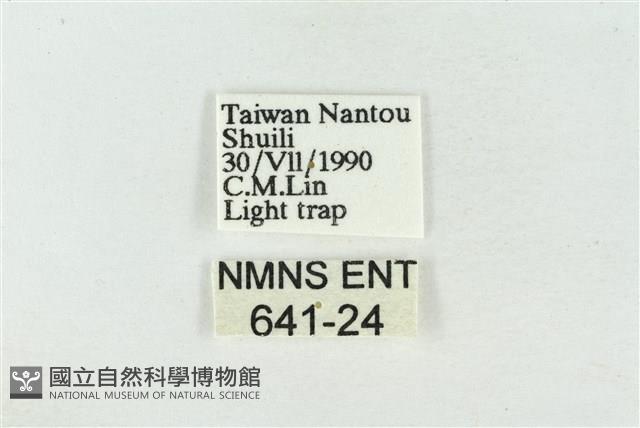 Taiwan Nantou
Shuili
30/Vll/1990
C.M.Lin
Light trap
NMNS ENT
641-24
國立自然科學博物館
NATIONAL MUSEUM OF NATURAL SCIENCE